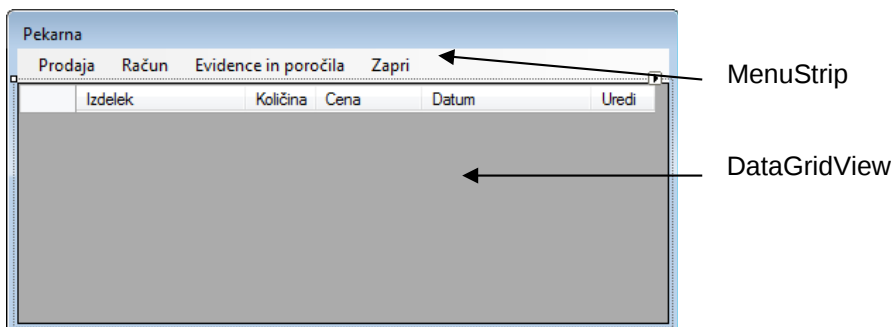 Pekarna
Prodaja Račun Evidence in poročila Zapri
MenuStrip
Izdelek Količina Cena Datum Uredi
DataGridView